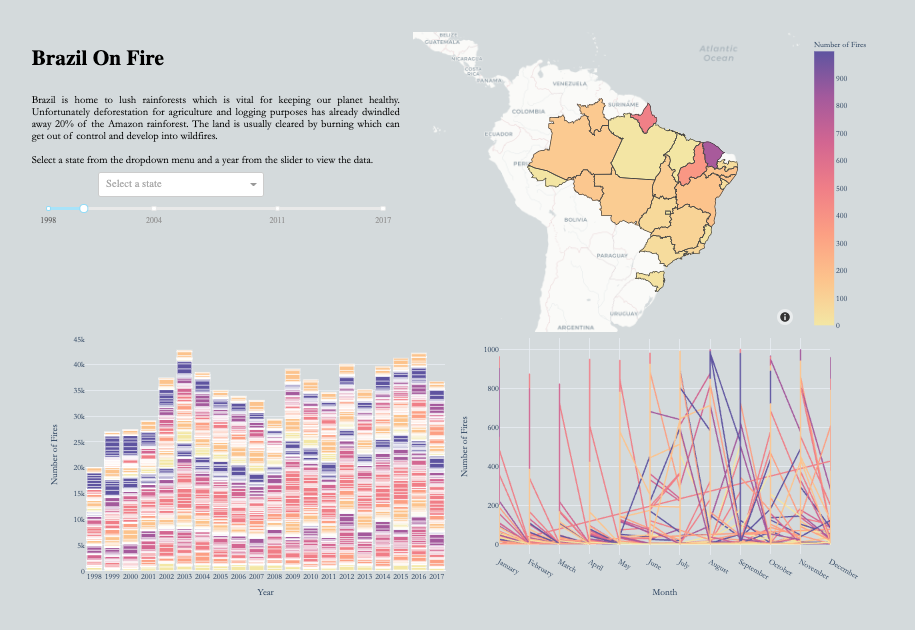 Brazil On Fire
Brazil is home to lush rainforests which is vital for keeping our planet healthy.
Unfortunately deforestation for agriculture and logging purposes has already dwindled
away 20% of the Amazon rainforest. The land is usually cleared by burning which can
get out of control and develop into wildfires.
Select a state from the dropdown menu and a year from the slider to view the data.
Select a state
1998 2004 2011 2017
BELIZE
GUATEMALA
NICARAGUA
COSTA
RICA
PANAMA
Atlantic
Ocean
VENEZUELA
COLOMBIA
SURINAME
ECUADOR
PERU
BOLIVIA
PARAGUAY
URUGUAY
ARGENTINA
Number of Fires
900
800
700
600
500
400
300
200
100
0
Number of Fires
45k
40k
35k
30k
25k
20k
15k
10k
5k
0
1998 1999 2000 2001 2002 2003 2004 2005 2006 2007 2008 2009 2010 2011 2012 2013 2014 2015 2016 2017
Year
Number of Fires
1000
800
600
400
200
0
January February March April May June July August September October November December
Month